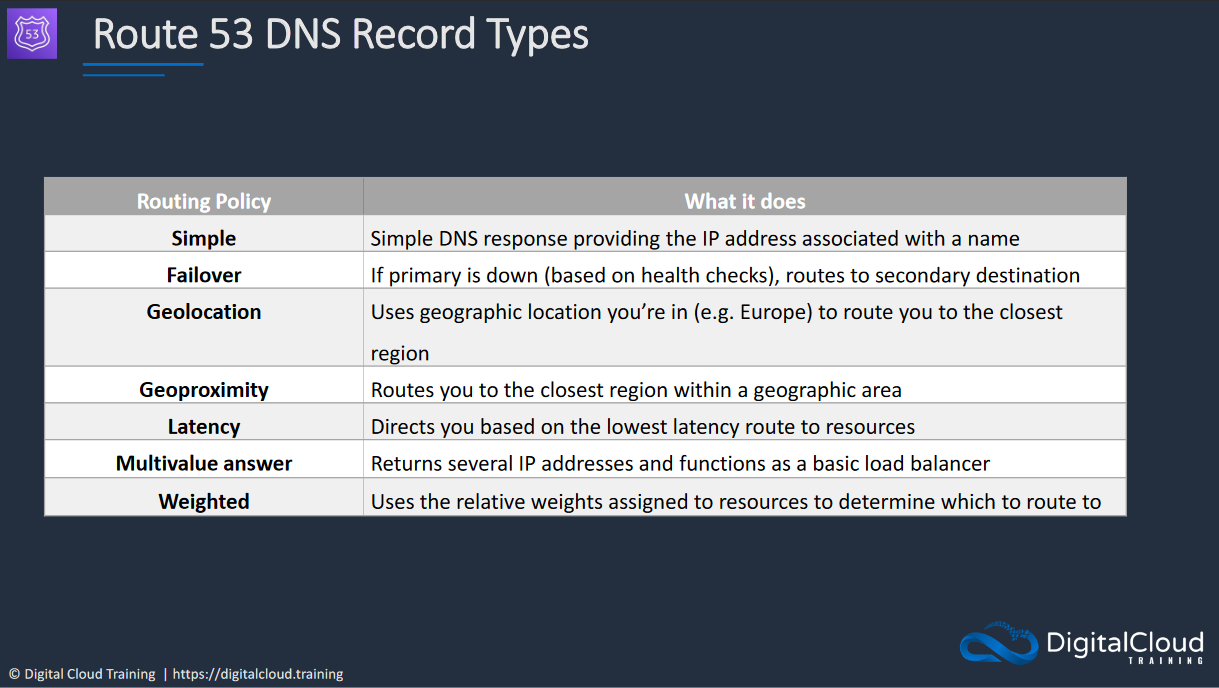 53
Route 53 DNS Record Types
Routing Policy What it does
Simple Simple DNS response providing the IP address associated with a name
Failover If primary is down (based on health checks), routes to secondary destination
Geolocation Uses geographic location you’re in (e.g. Europe) to route you to the closest
region
Geoproximity Routes you to the closest region within a geographic area
Latency Directs you based on the lowest latency route to resources
Multivalue answer Returns several IP addresses and functions as a basic load balancer
Weighted Uses the relative weights assigned to resources to determine which to route to
DigitalCloud
TRAINING
© Digital Cloud Training | https://digitalcloud.training